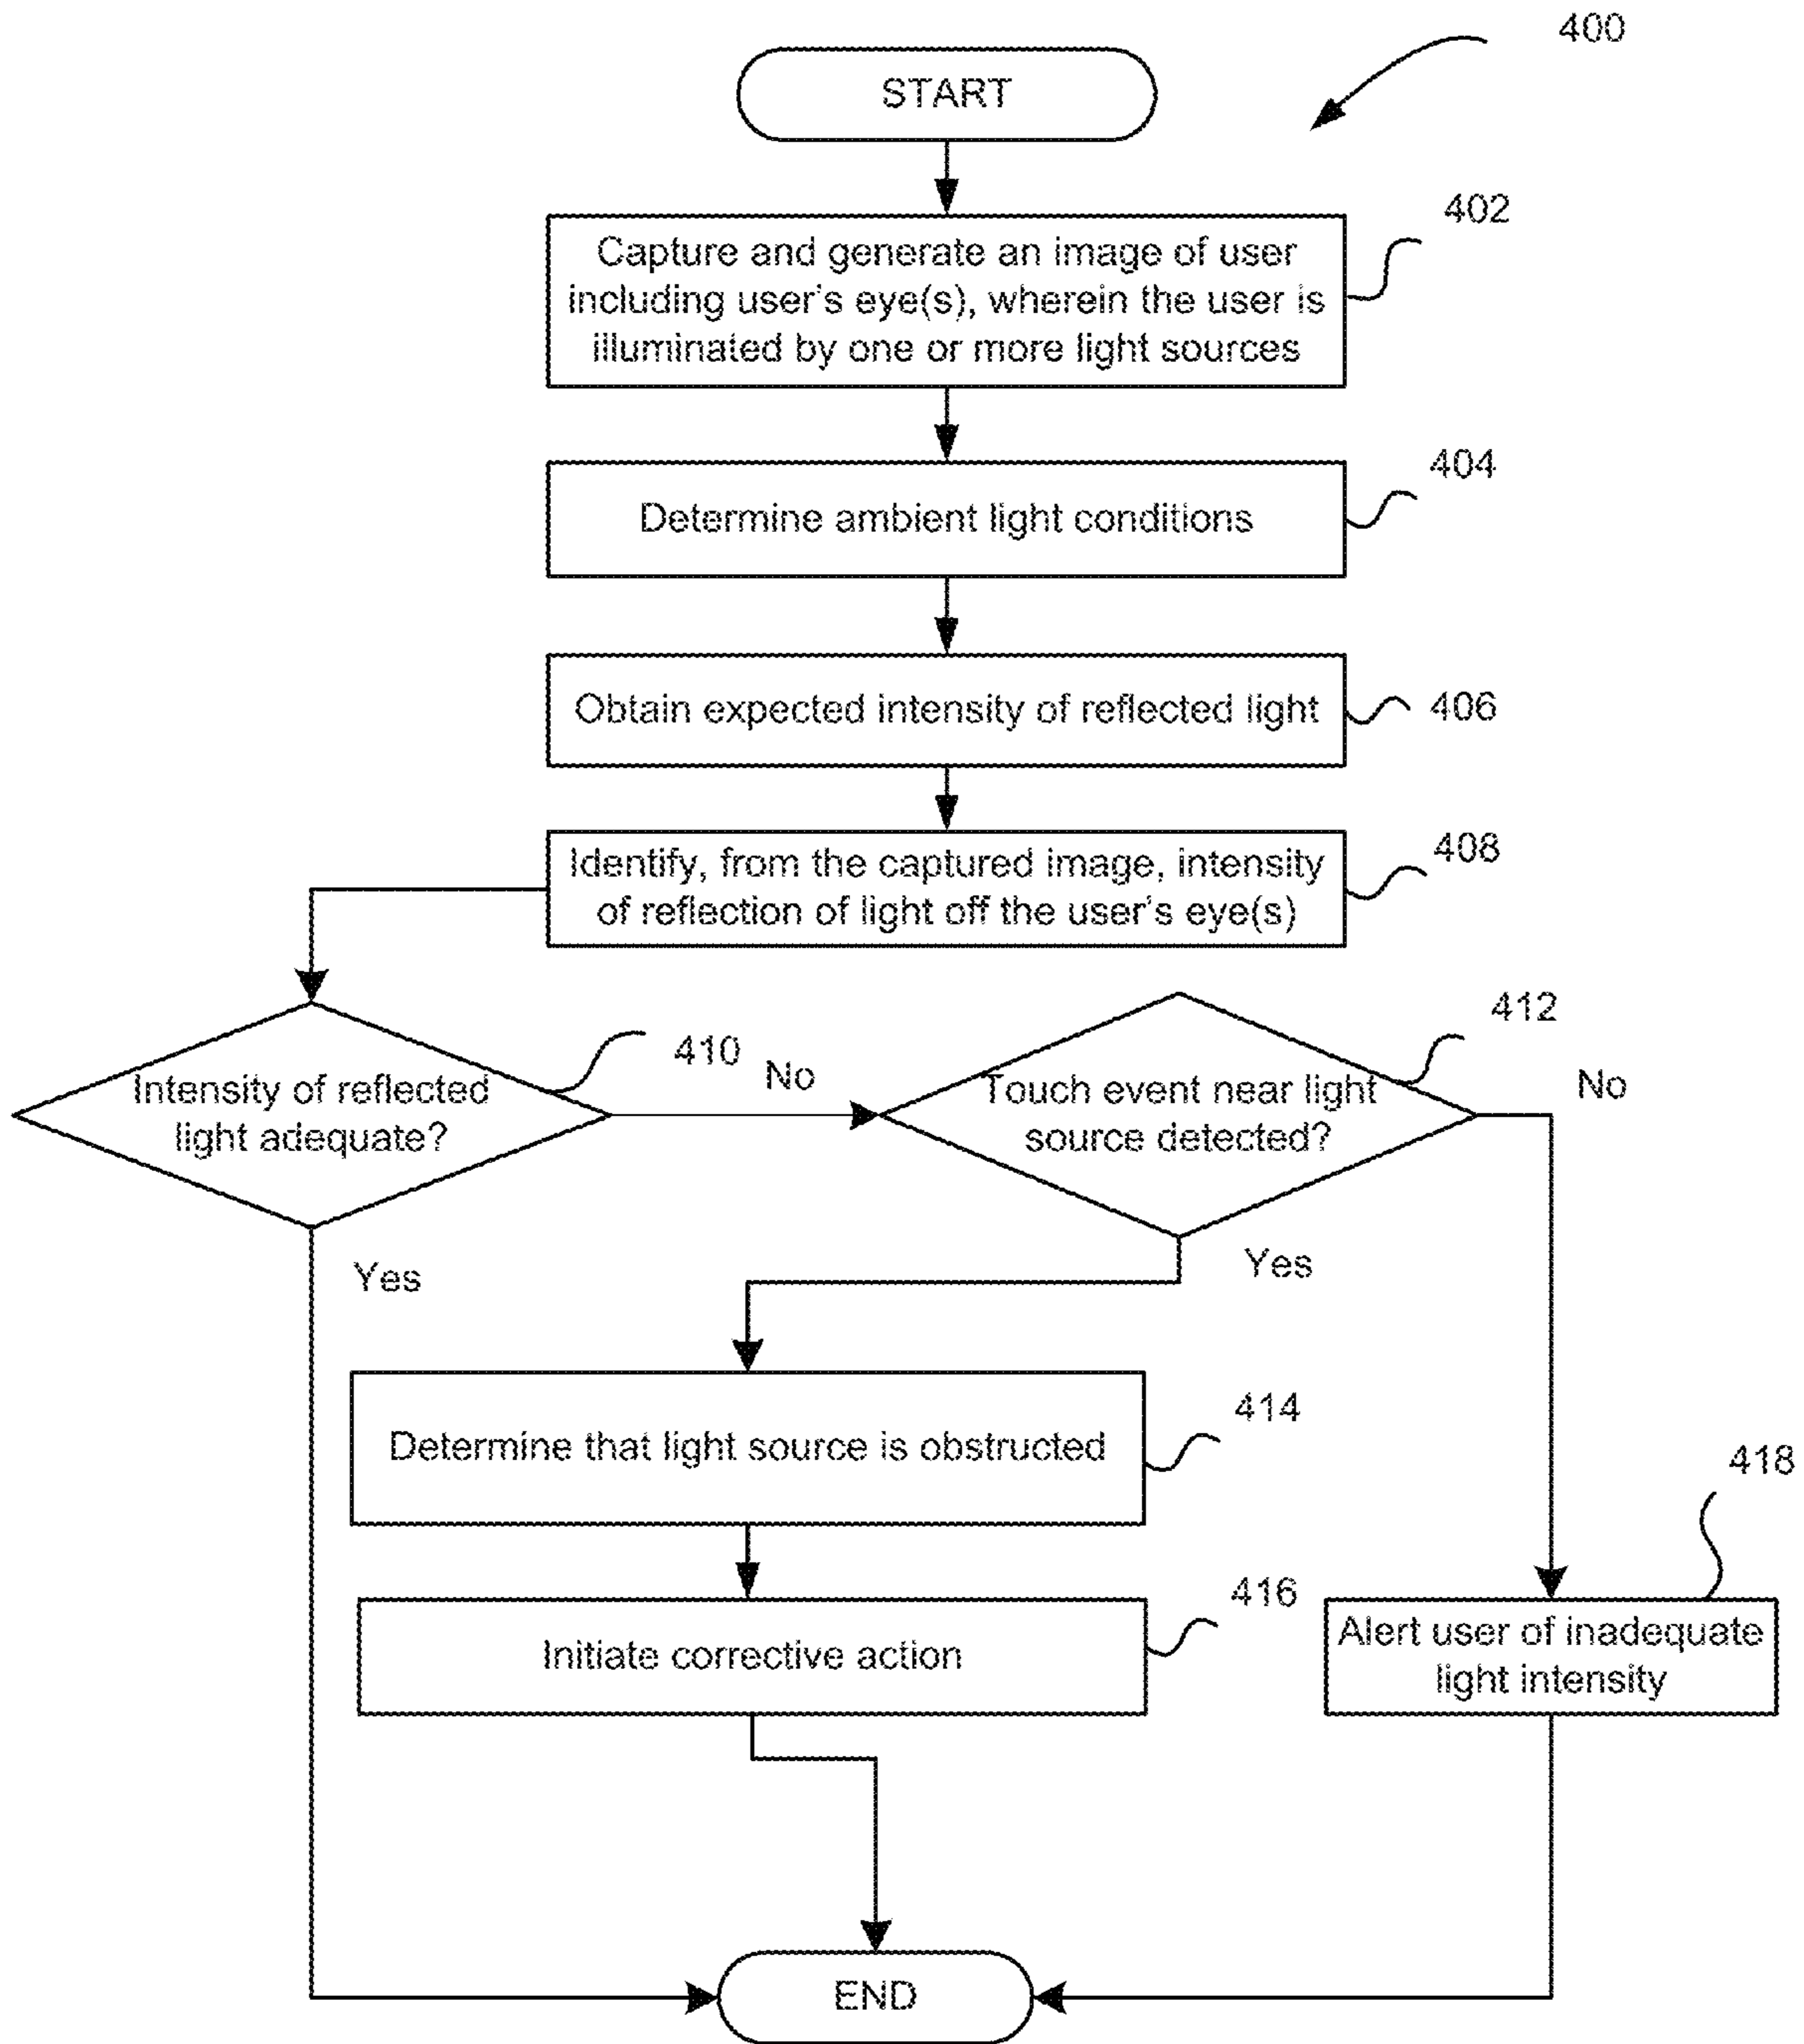 400
START
402
Capture and generate an image of user
including user's eye(s), wherein the user is
illuminated by one or more light sources
404
Determine ambient light conditions
Obtain expected intensity of reflected light
406
408
Identify, from the captured image, intensity
of reflection of light off the user's eye(s)
410
Intensity of reflected
light adequate?
No
412
Touch event near light
source detected?
No
Yes
Yes
414
Determine that light source is obstructed
416
Initiate corrective action
418
Alert user of inadequate
light intensity
END